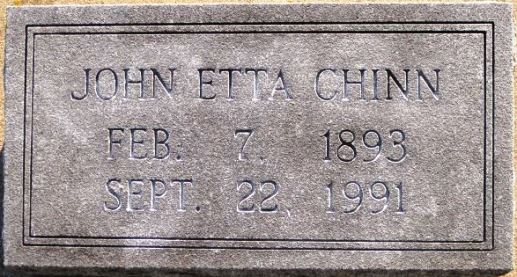 JOHN ETTA CHINN
FEB. 7, 1893
SEPT. 22, 1991